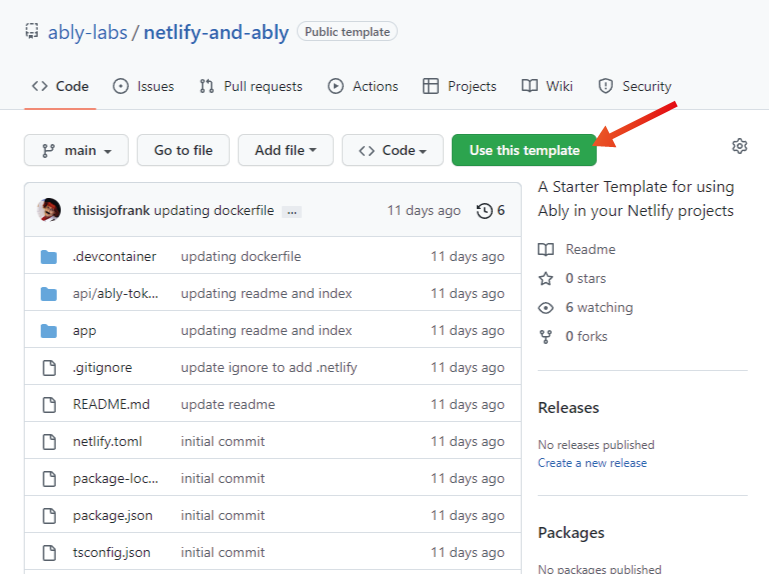 ably-labs / netlify-and-ably Public template
Code Issues Pull requests Actions Projects Wiki Security
main Go to file Add file Code Use this template
A Starter Template for using
Ably in your Netlify projects
thisisjofrank updating dockerfile ... 11 days ago 6
.devcontainer updating dockerfile 11 days ago
api/ably-tok... updating readme and index 11 days ago
app updating readme and index 11 days ago
.gitignore update ignore to add .netlify 11 days ago
README.md update readme 11 days ago
netlify.toml initial commit 11 days ago
package-loc... initial commit 11 days ago
package.json initial commit 11 days ago
tsconfig.json initial commit 11 days ago
Readme
0 stars
6 watching
0 forks
Releases
No releases published
Create a new release
Packages
No packages published